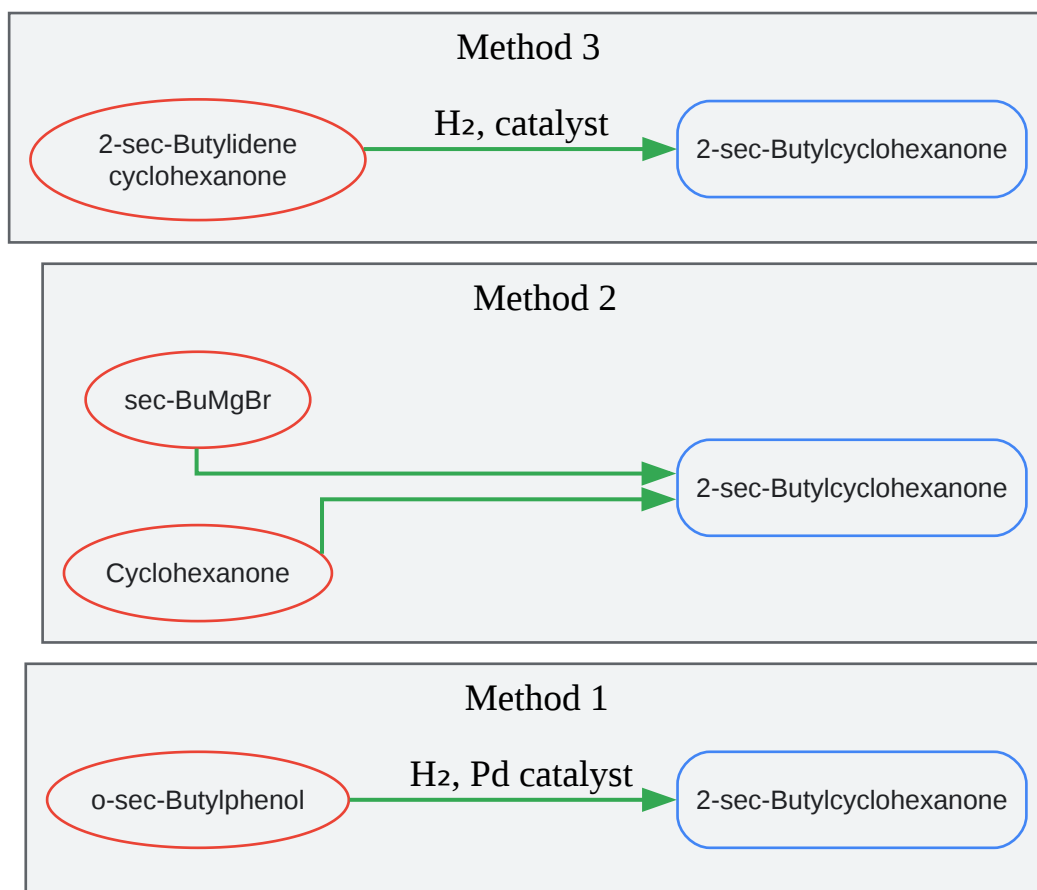 Method 3
2-sec-Butylidene
cyclohexanone
H₂, catalyst
2-sec-Butylcyclohexanone
Method 2
sec-BuMgBr
2-sec-Butylcyclohexanone
Cyclohexanone
Method 1
o-sec-Butylphenol
H₂, Pd catalyst
2-sec-Butylcyclohexanone